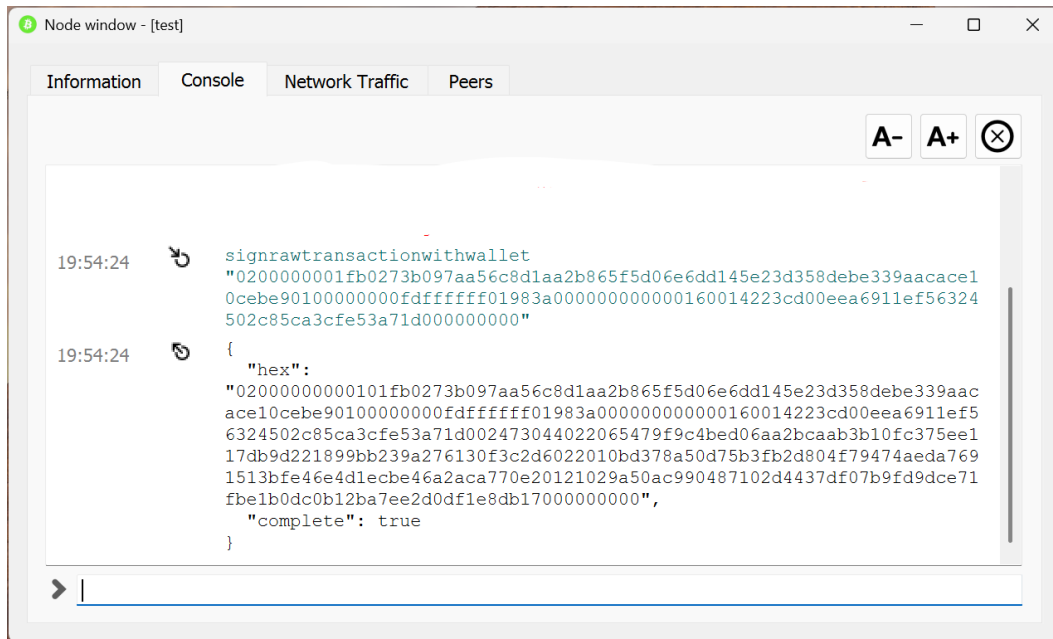 Node window - [test]
Information Console Network Traffic Peers
A- A+
19:54:24 signrawtransactionwithwallet
"0200000001fb0273b097aa56c8d1aa2b865f5d06e6dd145e23d358debe339aacace1
0cebe90100000000fdffffff01983a000000000000160014223cd00eea6911ef56324
502c85ca3cfe53a71d000000000"
19:54:24 {
"hex":
"02000000000101fb0273b097aa56c8d1aa2b865f5d06e6dd145e23d358debe339aac
ace10cebe90100000000fdffffff01983a000000000000160014223cd00eea6911ef5
6324502c85ca3cfe53a71d002473044022065479f9c4bed06aa2bcaab3b10fc375ee1
17db9d221899bb239a276130f3c2d6022010bd378a50d75b3fb2d804f79474aeda769
1513bfe46e4d1ecbe46a2aca770e20121029a50ac990487102d4437df07b9fd9dce71
fbe1b0dc0b12ba7ee2d0df1e8db17000000000",
"complete": true
}